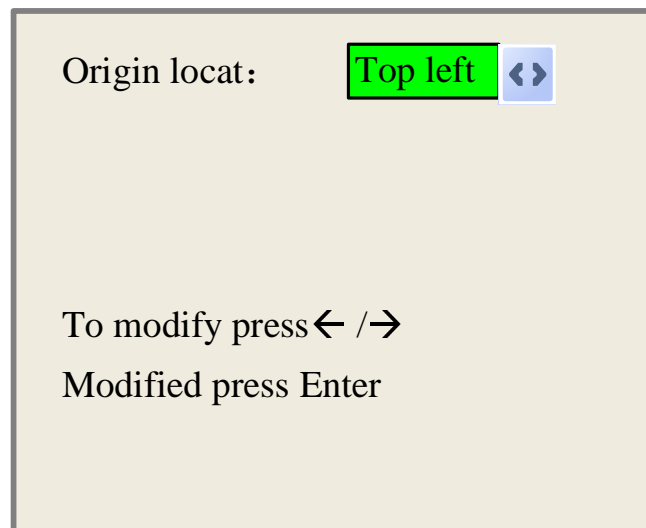 Origin locat： Top left
To modify press← /→
Modified press Enter